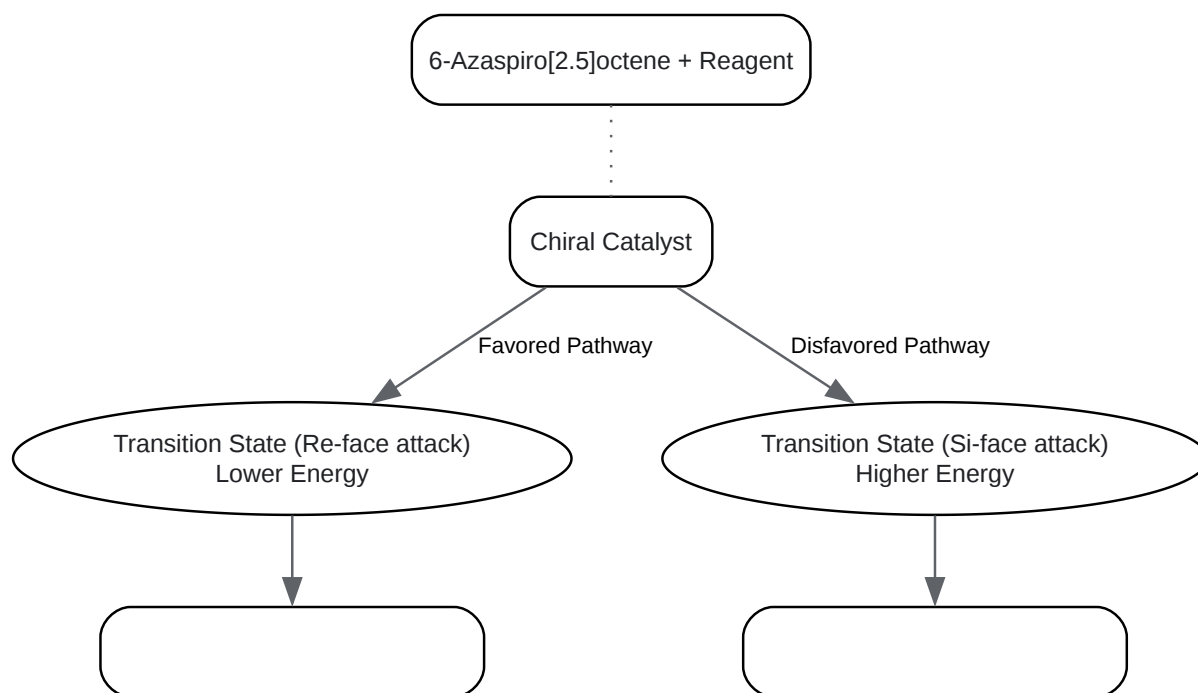 6-Azaspiro[2.5]octene + Reagent
Chiral Catalyst
Favored Pathway
Disfavored Pathway
Transition State (Re-face attack)
Lower Energy
Transition State (Si-face attack)
Higher Energy